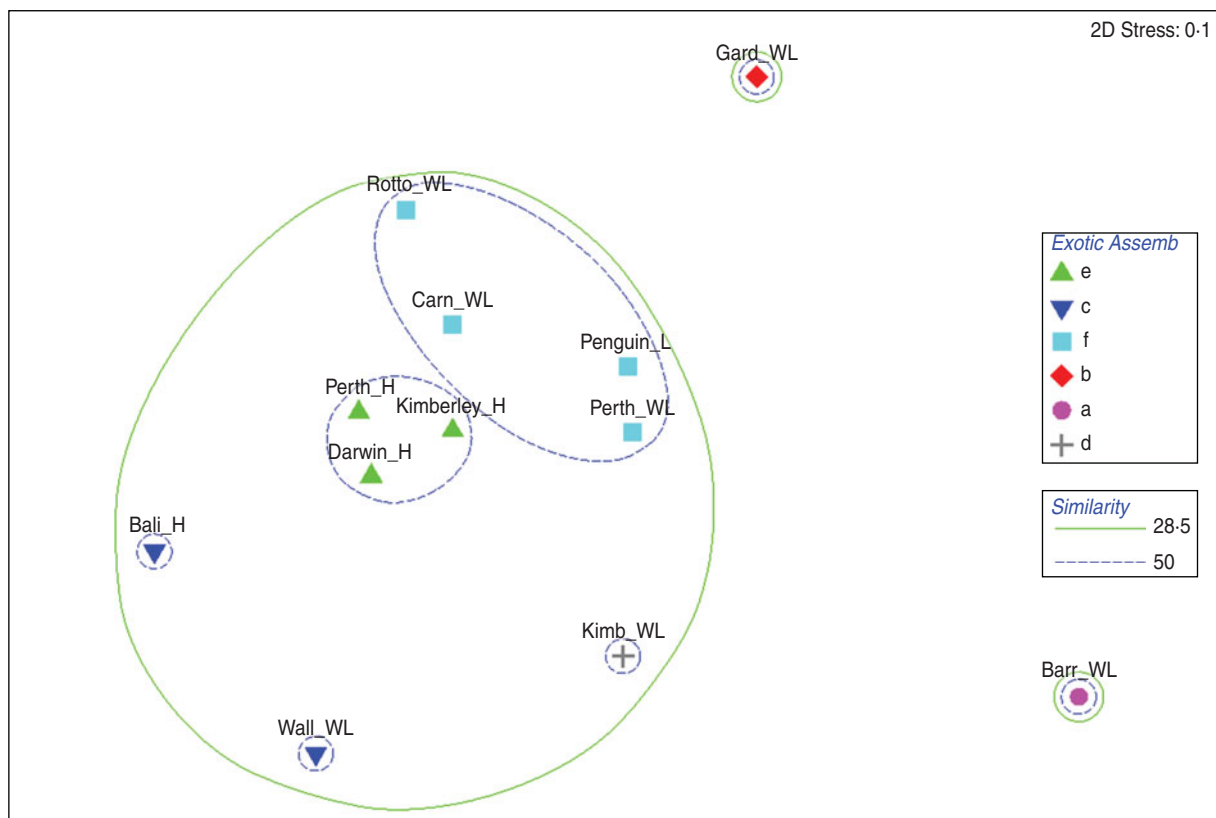 2D Stress: 0·1
Gard_WL
Rotto_WL
Carn_WL
Penguin_L
Perth_H
Kimberley_H
Perth_WL
Darwin_H
Bali_H
Kimb_WL
Barr_WL
Wall_WL
Exotic Assemb
e
c
f
b
a
d
Similarity
28·5
50